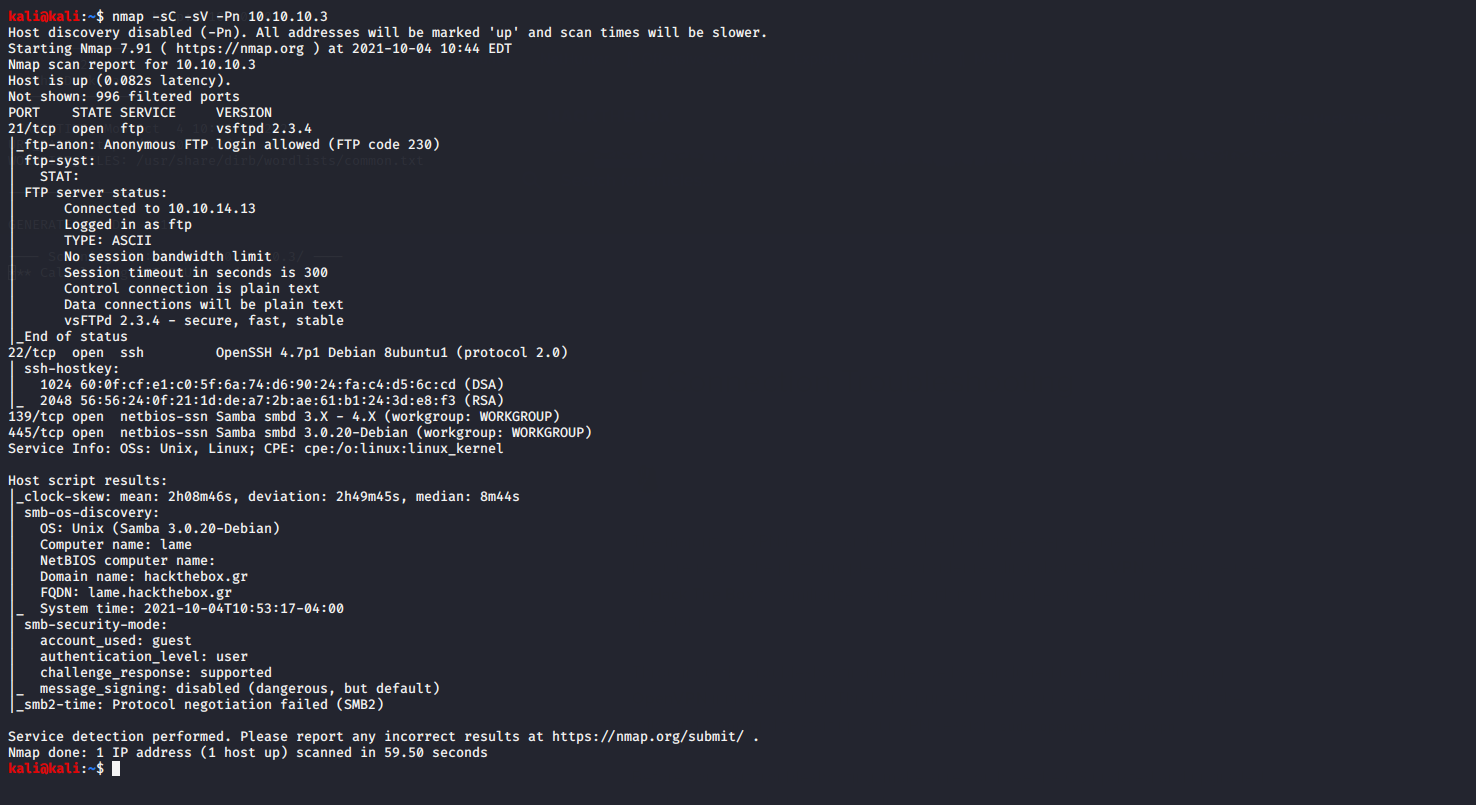 kali@kali:~$ nmap -sC -sV -Pn 10.10.10.3
Host discovery disabled (-Pn). All addresses will be marked 'up' and scan times will be slower.
Starting Nmap 7.91 ( https://nmap.org ) at 2021-10-04 10:44 EDT
Nmap scan report for 10.10.10.3
Host is up (0.082s latency).
Not shown: 996 filtered ports
PORT    STATE SERVICE     VERSION
21/tcp  open  ftp         vsftpd 2.3.4
|_ftp-anon: Anonymous FTP login allowed (FTP code 230)
| ftp-syst:
|   STAT:
| FTP server status:
|      Connected to 10.10.14.13
|      Logged in as ftp
|      TYPE: ASCII
|      No session bandwidth limit
|      Session timeout in seconds is 300
|      Control connection is plain text
|      Data connections will be plain text
|      vsFTPd 2.3.4 - secure, fast, stable
|_End of status
22/tcp  open  ssh         OpenSSH 4.7p1 Debian 8ubuntu1 (protocol 2.0)
| ssh-hostkey:
|   1024 60:0f:cf:e1:c0:5f:6a:74:d6:90:24:fa:c4:d5:6c:cd (DSA)
|_  2048 56:56:24:0f:21:1d:de:a7:2b:ae:61:b1:24:3d:e8:f3 (RSA)
139/tcp open  netbios-ssn Samba smbd 3.X - 4.X (workgroup: WORKGROUP)
445/tcp open  netbios-ssn Samba smbd 3.0.20-Debian (workgroup: WORKGROUP)
Service Info: OSs: Unix, Linux; CPE: cpe:/o:linux:linux_kernel
Host script results:
|_clock-skew: mean: 2h08m46s, deviation: 2h49m45s, median: 8m44s
| smb-os-discovery:
|   OS: Unix (Samba 3.0.20-Debian)
|   Computer name: lame
|   NetBIOS computer name:
|   Domain name: hackthebox.gr
|   FQDN: lame.hackthebox.gr
|_  System time: 2021-10-04T10:53:17-04:00
| smb-security-mode:
|   account_used: guest
|   authentication_level: user
|   challenge_response: supported
|_  message_signing: disabled (dangerous, but default)
|_smb2-time: Protocol negotiation failed (SMB2)
Service detection performed. Please report any incorrect results at https://nmap.org/submit/ .
Nmap done: 1 IP address (1 host up) scanned in 59.50 seconds
kali@kali:~$